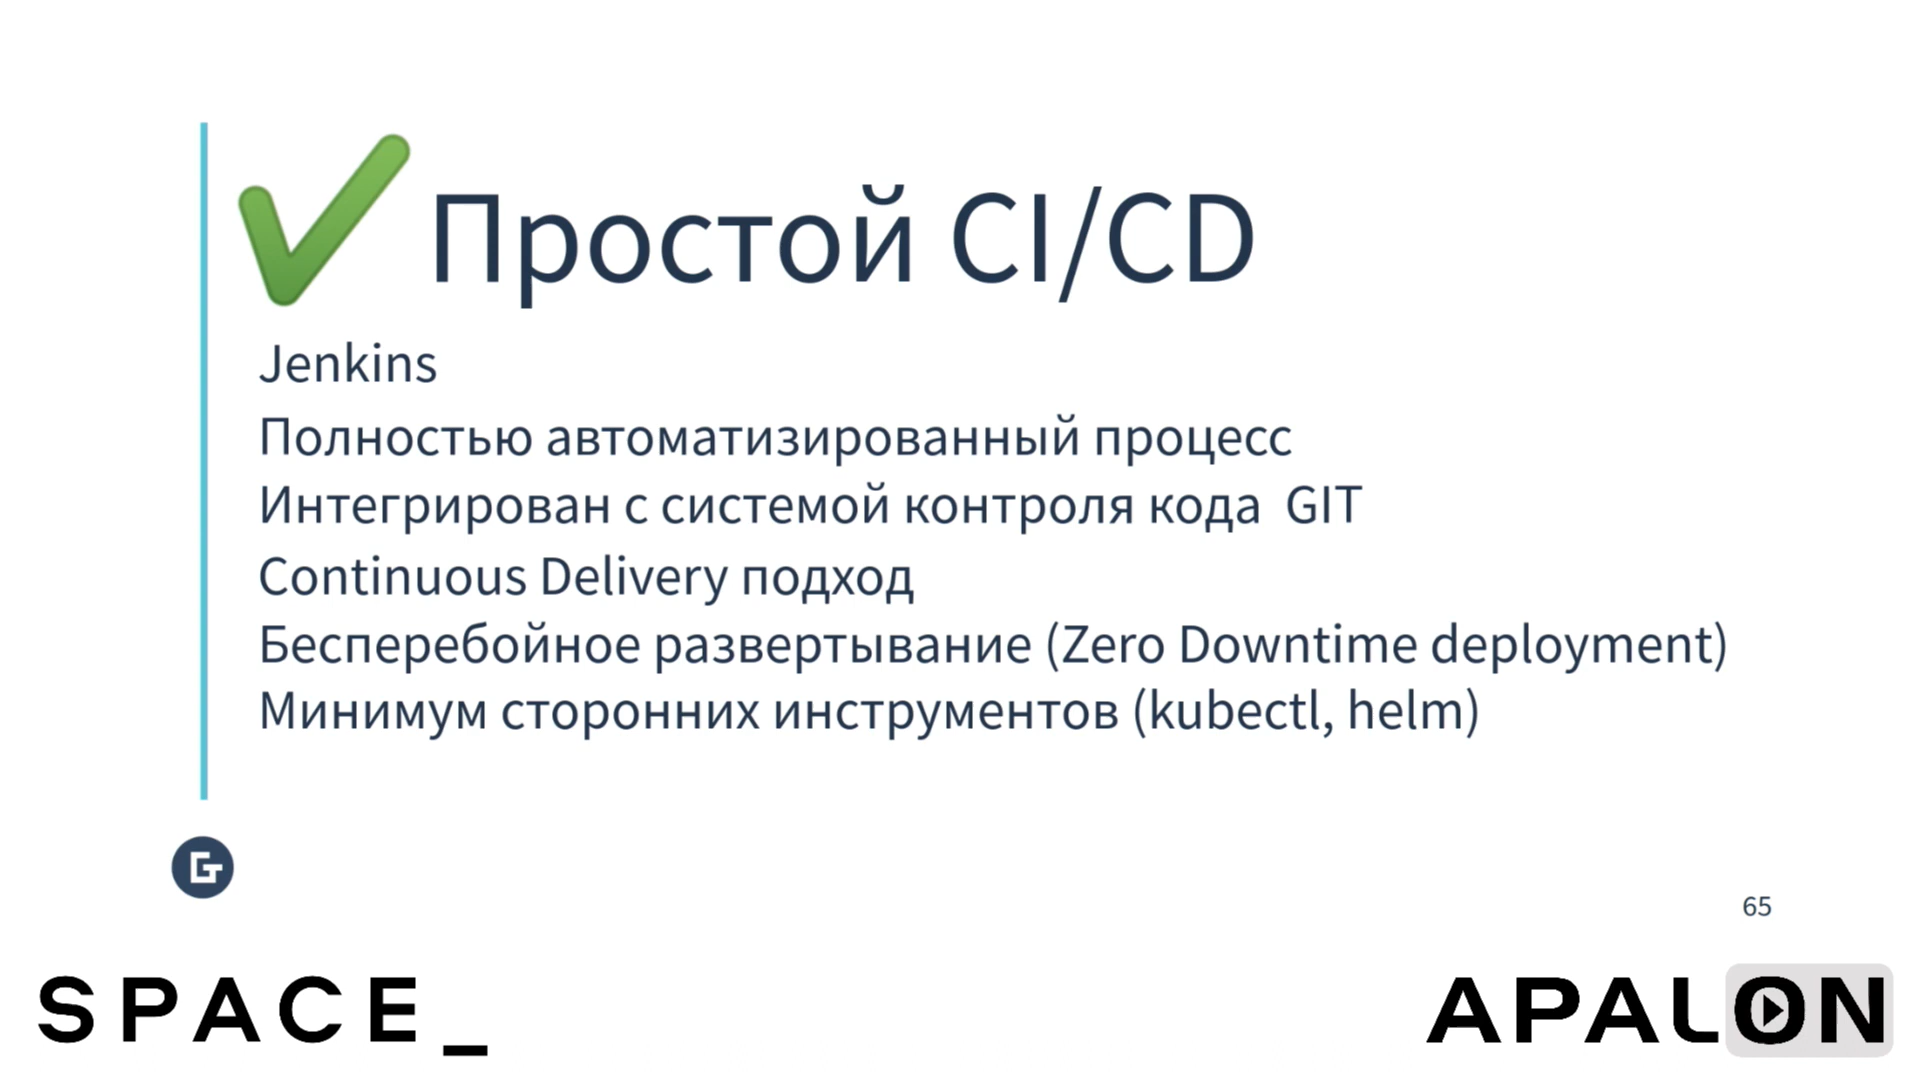 Простой CI/CD
Jenkins
Полностью автоматизированный процесс
Интегрирован с системой контроля кода GIT
Continuous Delivery подход
Бесперебойное развертывание (Zero Downtime deployment)
Минимум сторонних инструментов (kubectl, helm)
65
SPACE_
APALON